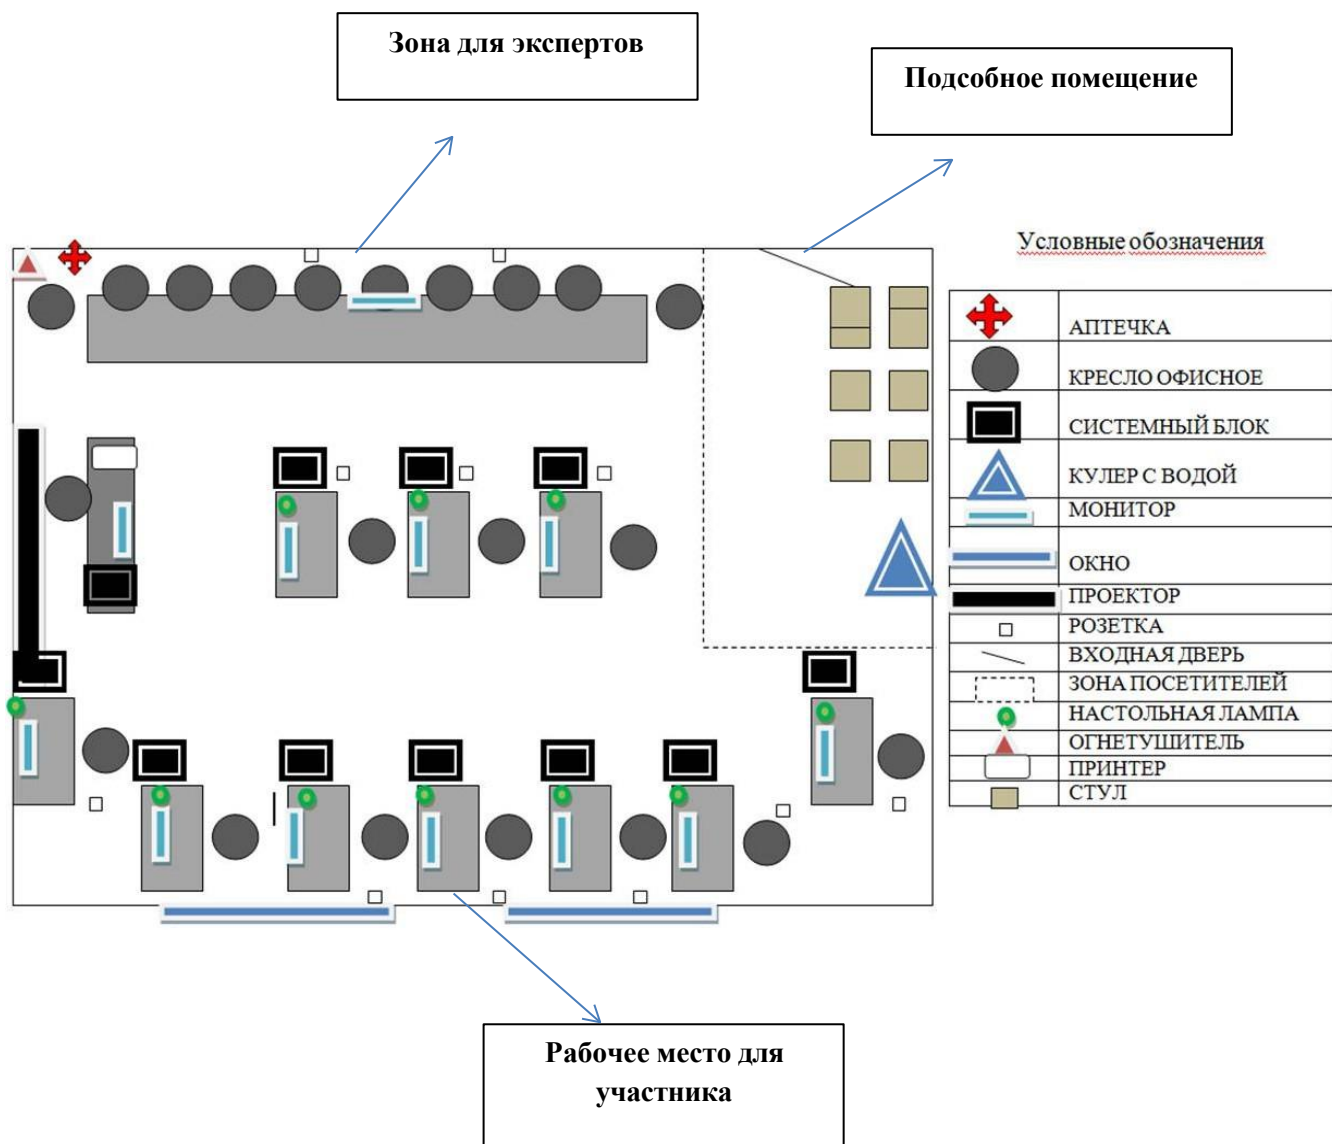 Зона для экспертов
Подсобное помещение
Условные обозначения
АПТЕЧКА
КРЕСЛО ОФИСНОЕ
СИСТЕМНЫЙ БЛОК
КУЛЕР С ВОДОЙ
МОНИТОР
ОКНО
ПРОЕКТОР
РОЗЕТКА
ВХОДНАЯ ДВЕРЬ
ЗОНА ПОСЕТИТЕЛЕЙ
НАСТОЛЬНАЯ ЛАМПА
ОГНЕТУШИТЕЛЬ
ПРИНТЕР
СТУЛ
Рабочее место для
участника